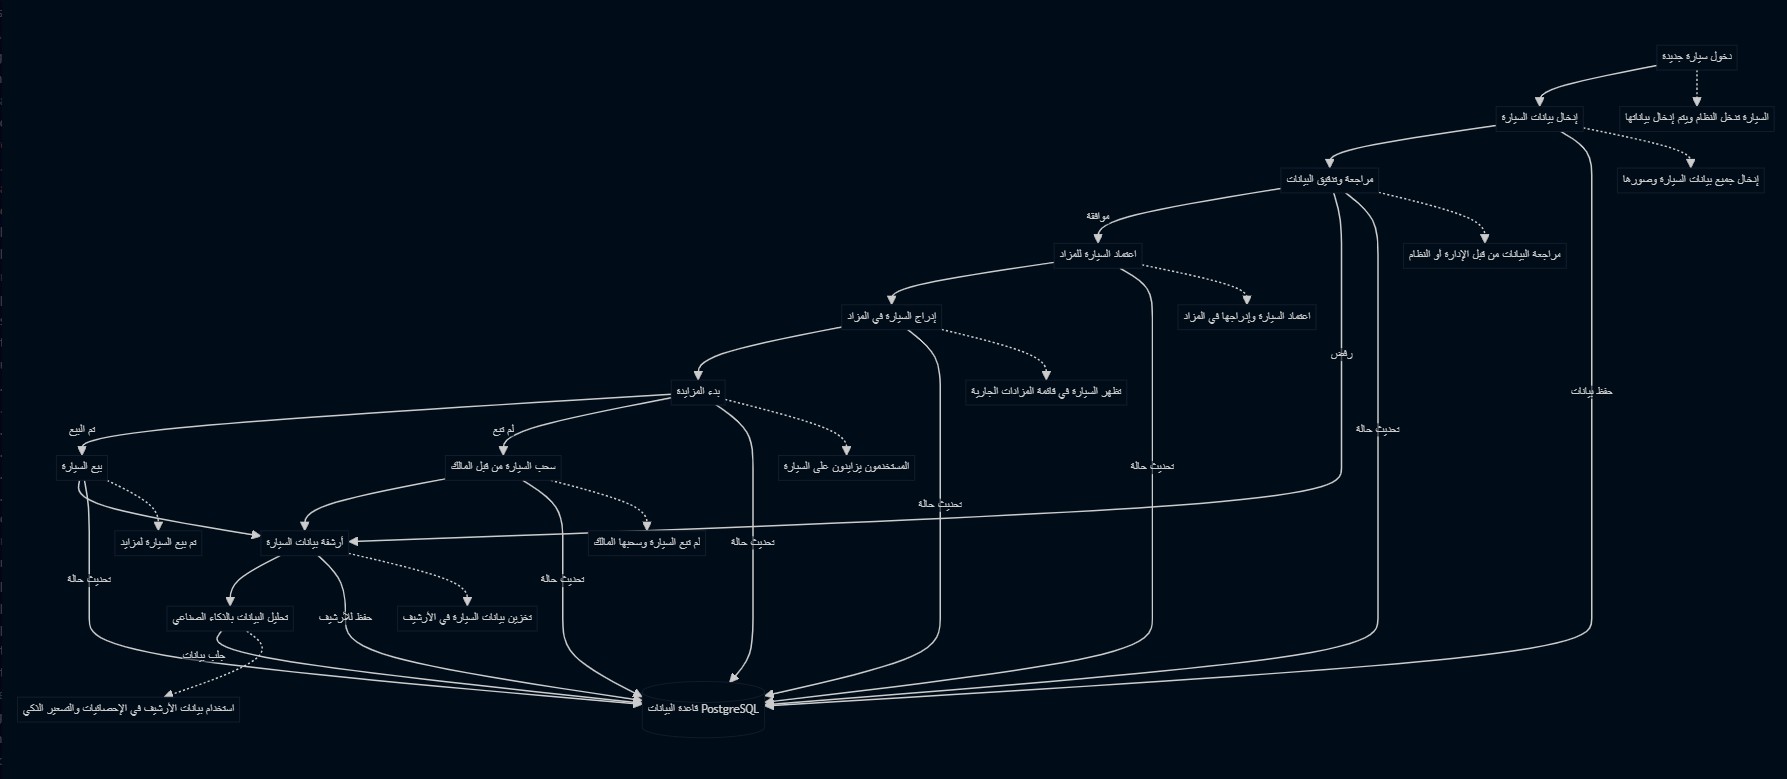 دخول سيارة جديدة
إدخال بيانات السيارة
السيارة تدخل النظام ويتم إدخال بياناتها
مراجعة وتدقيق البيانات
إدخال جميع بيانات السيارة وصورها
موافقة
اعتماد السيارة للمزاد
مراجعة البيانات من قبل الإدارة أو النظام
إدراج السيارة في المزاد
اعتماد السيارة وإدراجها في المزاد
رفض
بدء المزايدة
تظهر السيارة في قائمة المزادات الجارية
حفظ بيانات
تم البيع
لم تبع
تحديث حالة
بيع السيارة
سحب السيارة من قبل المالك
المستخدمون يزايدون على السيارة
تحديث حالة
تحديث حالة
تم بيع السيارة لمزايد
أرشفة بيانات السيارة
لم تبع السيارة وسحبها المالك
تحديث حالة
تحديث حالة
تحديث حالة
تحليل البيانات بالذكاء الصناعي
حفظ للأرشيف
تخزين بيانات السيارة في الأرشيف
جلب بيانات
استخدام بيانات الأرشيف في الإحصائيات والتسعير الذكي
قاعدة البيانات PostgreSQL